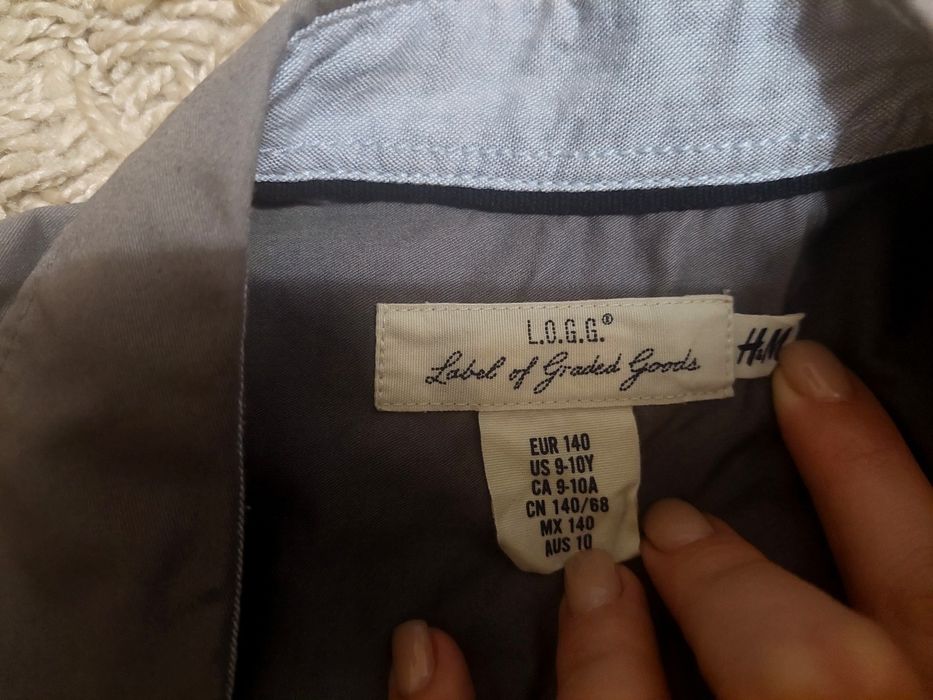 L.O.G.G.®
Label of Graded Goods
H&M
EUR 140
US 9-10Y
CA 9-10A
CN 140/68
MX 140
AUS 10